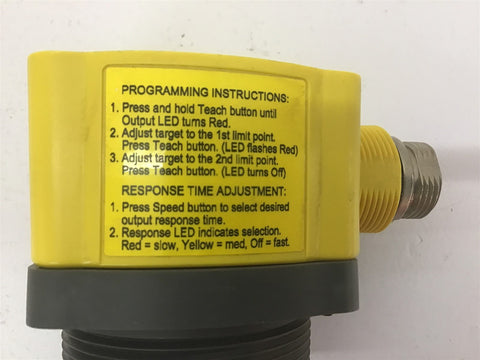 PROGRAMMING INSTRUCTIONS:
1. Press and hold Teach button until
Output LED turns Red.
2. Adjust target to the 1st limit point.
Press Teach button. (LED flashes Red)
3. Adjust target to the 2nd limit point.
Press Teach button. (LED turns Off)
RESPONSE TIME ADJUSTMENT:
1. Press Speed button to select desired
output response time.
2. Response LED indicates selection.
Red = slow, Yellow = med, Off = fast.